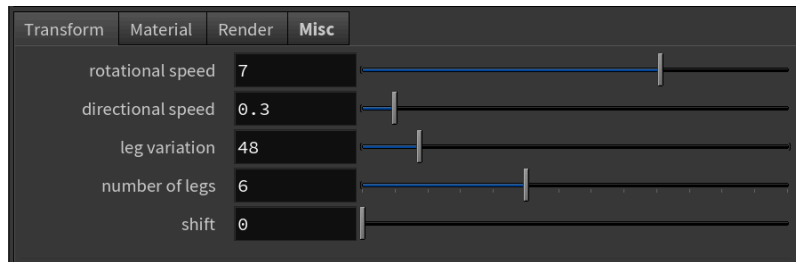 Transform Material Render Misc
rotational speed 7
directional speed 0.3
leg variation 48
number of legs 6
shift 0